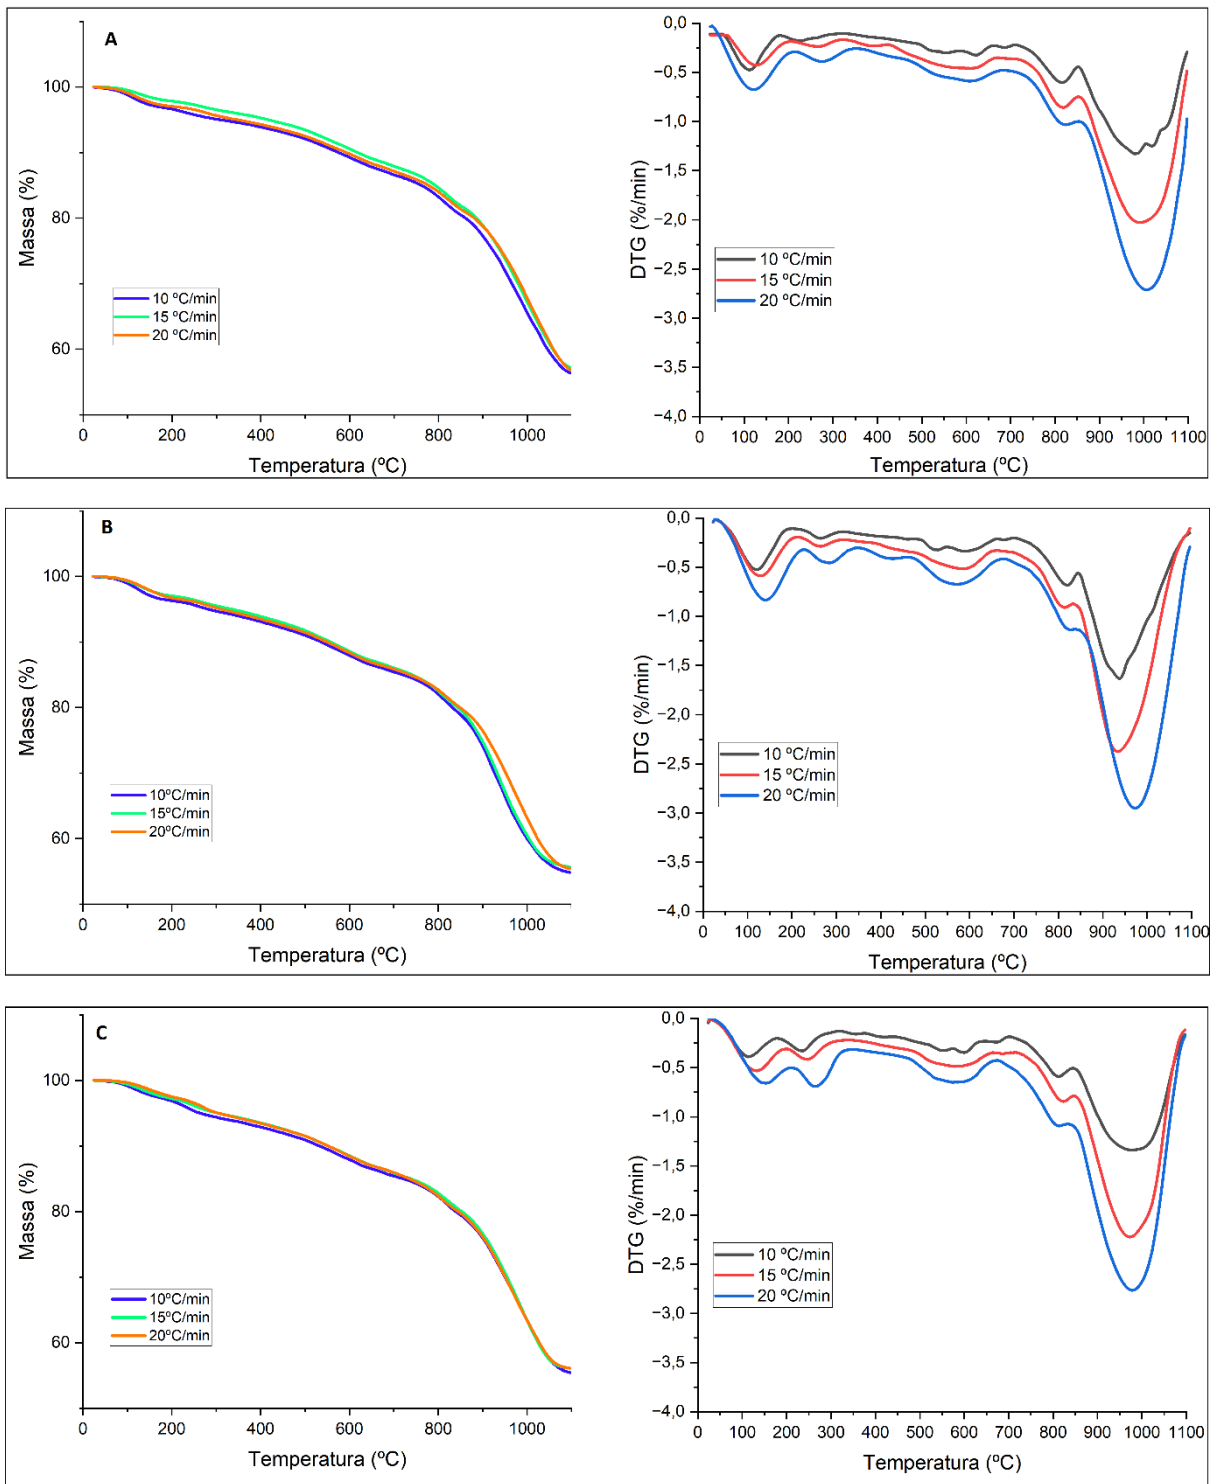 A
Massa (%)
100
80
60
10 ºC/min
15 ºC/min
20 ºC/min
0 200 400 600 800 1000
Temperatura (ºC)
DTG (%/min)
0,0
−0,5
−1,0
−1,5
−2,0
−2,5
−3,0
−3,5
−4,0
10 ºC/min
15 ºC/min
20 ºC/min
0 100 200 300 400 500 600 700 800 900 1000 1100
Temperatura (ºC)
B
Massa (%)
100
80
60
10ºC/min
15ºC/min
20ºC/min
0 200 400 600 800 1000
Temperatura (ºC)
DTG (%/min)
0,0
−0,5
−1,0
−1,5
−2,0
−2,5
−3,0
−3,5
−4,0
10 ºC/min
15 ºC/min
20 ºC/min
0 100 200 300 400 500 600 700 800 900 1000 1100
Temperatura (ºC)
C
Massa (%)
100
80
60
10ºC/min
15ºC/min
20ºC/min
0 200 400 600 800 1000
Temperatura (ºC)
DTG (%/min)
0,0
−0,5
−1,0
−1,5
−2,0
−2,5
−3,0
−3,5
−4,0
10 ºC/min
15 ºC/min
20 ºC/min
0 100 200 300 400 500 600 700 800 900 1000 1100
Temperatura (ºC)